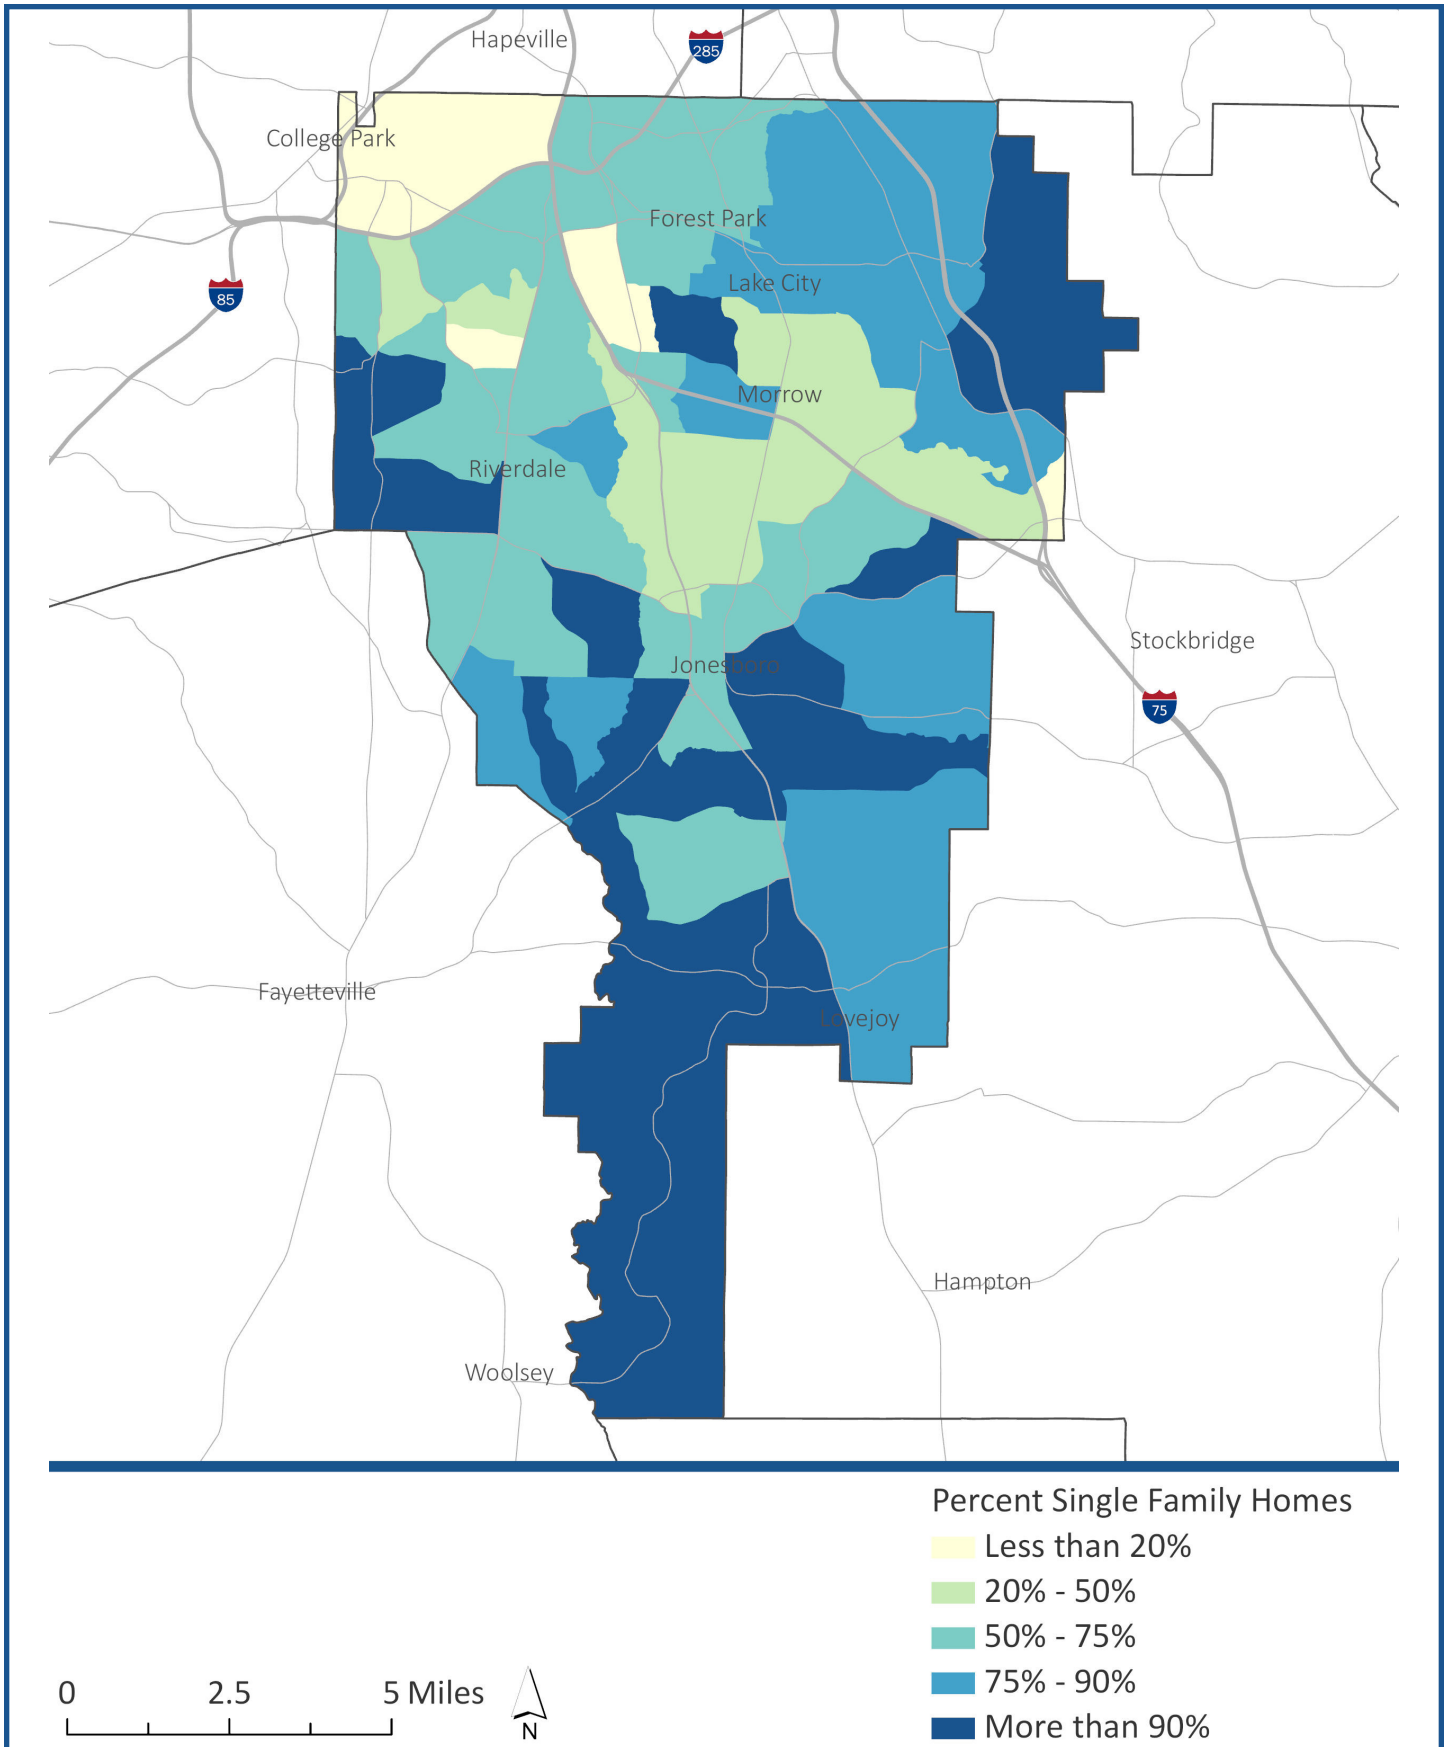 Hapeville
285
College Park
Forest Park
Lake City
85
Morrow
Riverdale
Stockbridge
Jonesboro
75
Fayetteville
Lovejoy
Hampton
Woolsey
Percent Single Family Homes
Less than 20%
20% - 50%
50% - 75%
75% - 90%
More than 90%
0 2.5 5 Miles
N